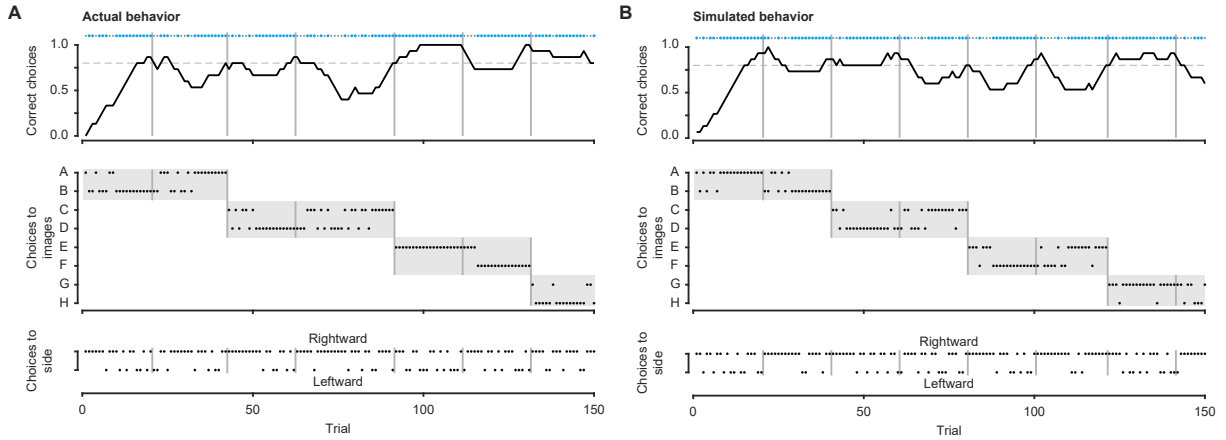 A
Actual behavior
Correct choices
1.0
0.5
0.0
Choices to
images
A
B
C
D
E
F
G
H
Choices to
side
Rightward
Leftward
0
50
100
150
Trial
B
Simulated behavior
Correct choices
1.0
0.5
0.0
Choices to
images
A
B
C
D
E
F
G
H
Choices to
side
Rightward
Leftward
0
50
100
150
Trial